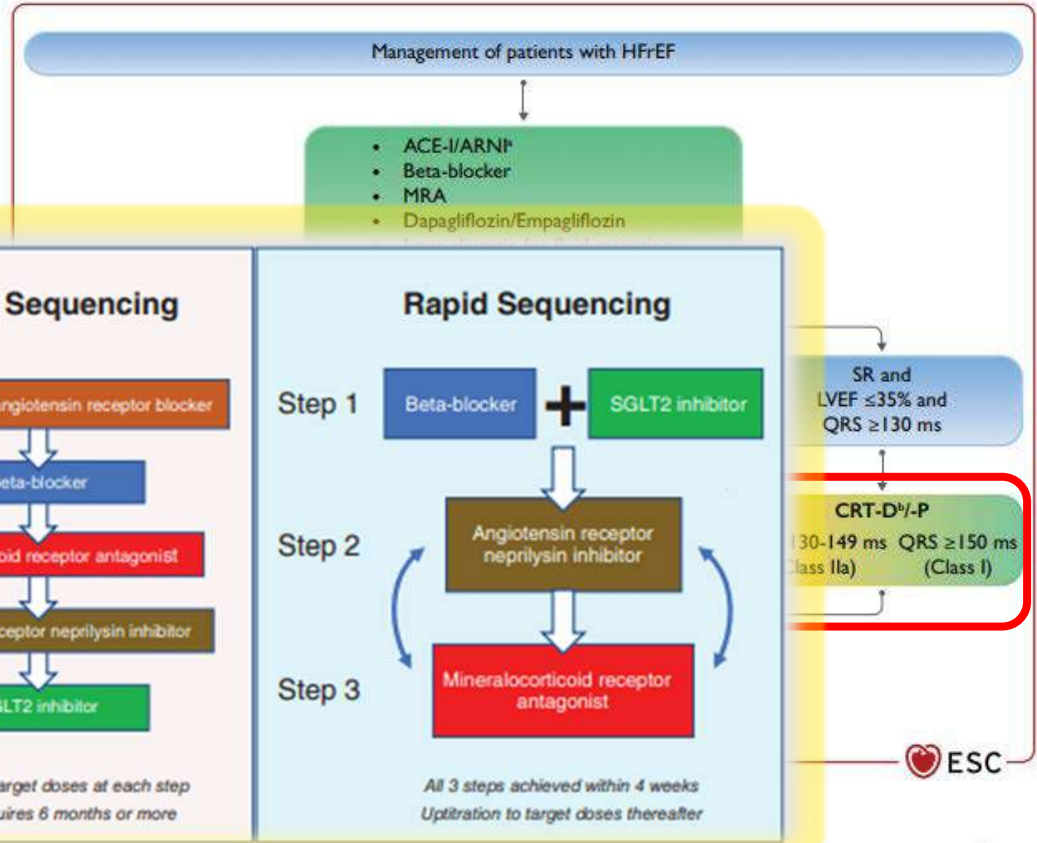 Management of patients with HFrEF
• ACE-I/ARNIᵃ
• Beta-blocker
• MRA
• Dapagliflozin/Empagliflozin
Sequencing
angiotensin receptor blocker
eta-blocker
oid receptor antagonist
ceptor neprilysin inhibitor
GLT2 inhibitor
arget doses at each step
uires 6 months or more
Rapid Sequencing
Step 1
Beta-blocker + SGLT2 inhibitor
Step 2
Angiotensin receptor
neprilysin inhibitor
Step 3
Mineralocorticoid receptor
antagonist
All 3 steps achieved within 4 weeks
Uptitration to target doses thereafter
SR and
LVEF ≤35% and
QRS ≥130 ms
CRT-Dᵇ/-P
130-149 ms QRS ≥150 ms
lass IIa) (Class I)
ESC